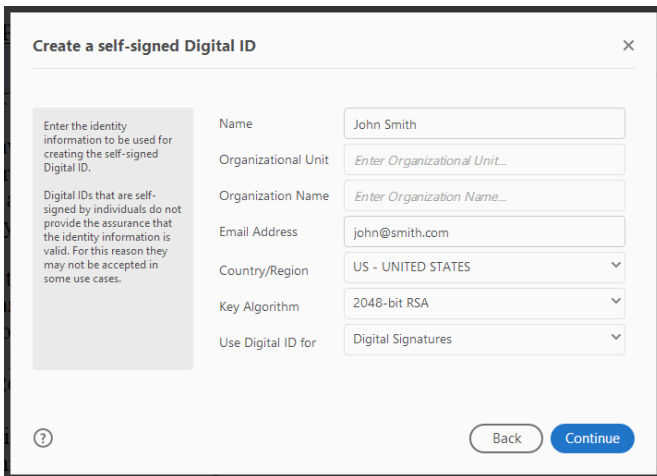 Create a self-signed Digital ID
Enter the identity
information to be used for
creating the self-signed
Digital ID.
Digital IDs that are self-
signed by individuals do not
provide the assurance that
the identity information is
valid. For this reason they
may not be accepted in
some use cases.
Name
John Smith
Organizational Unit
Enter Organizational Unit...
Organization Name
Enter Organization Name...
Email Address
john@smith.com
Country/Region
US - UNITED STATES
Key Algorithm
2048-bit RSA
Use Digital ID for
Digital Signatures
?
Back
Continue